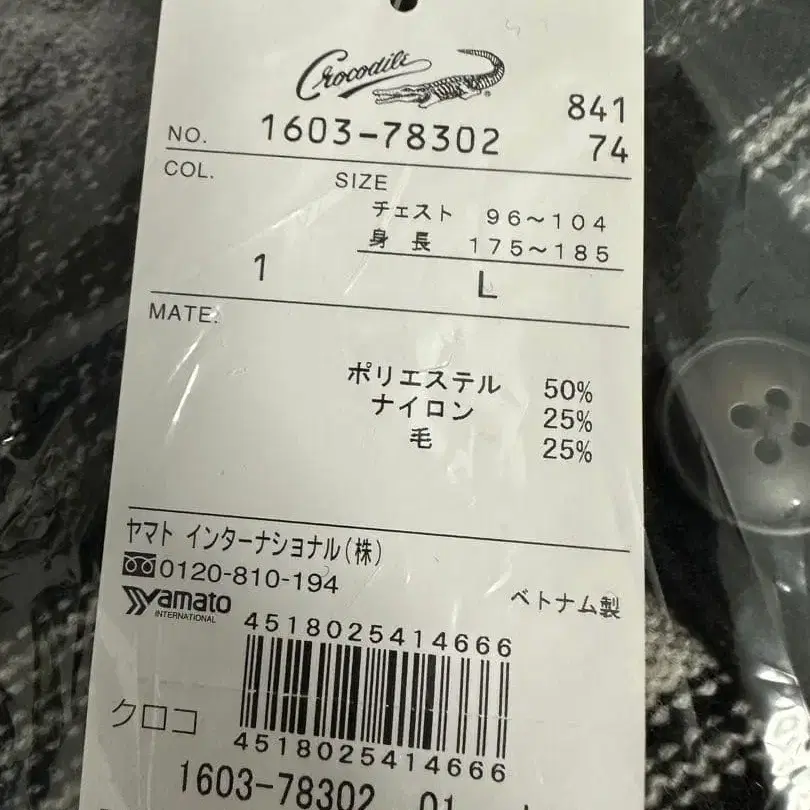 Crocodile
841
NO. 1603-78302 74
COL. SIZE
チェスト 96～104
身長 175～185
1 L
MATE.
ポリエステル 50%
ナイロン 25%
毛 25%
ヤマト インターナショナル(株)
0120-810-194
ベトナム製
Yamato
INTERNATIONAL
4518025414666
クロコ
4518025414666
1603-78302 01